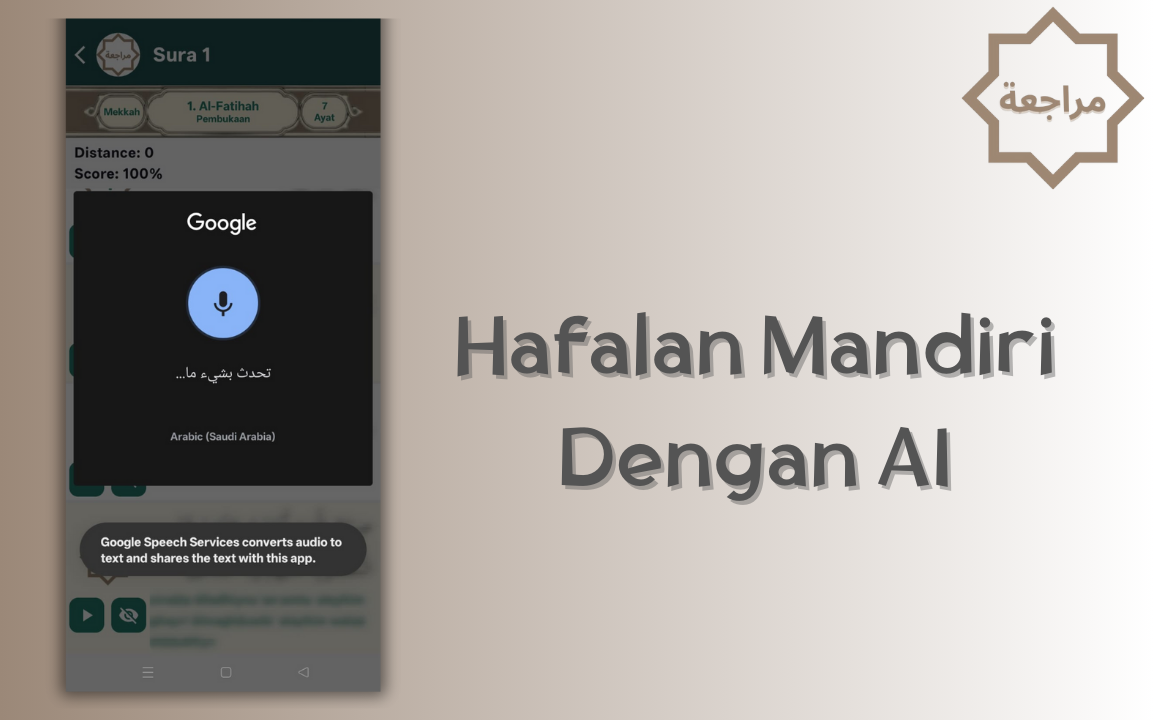 مراجعة
Sura 1
Mekkah
1. Al-Fatihah
Pembukaan
7
Ayat
Distance: 0
Score: 100%
Google
تحدث بشيء ما...
Arabic (Saudi Arabia)
Google Speech Services converts audio to
text and shares the text with this app.
مراجعة
Hafalan Mandiri
Dengan AI